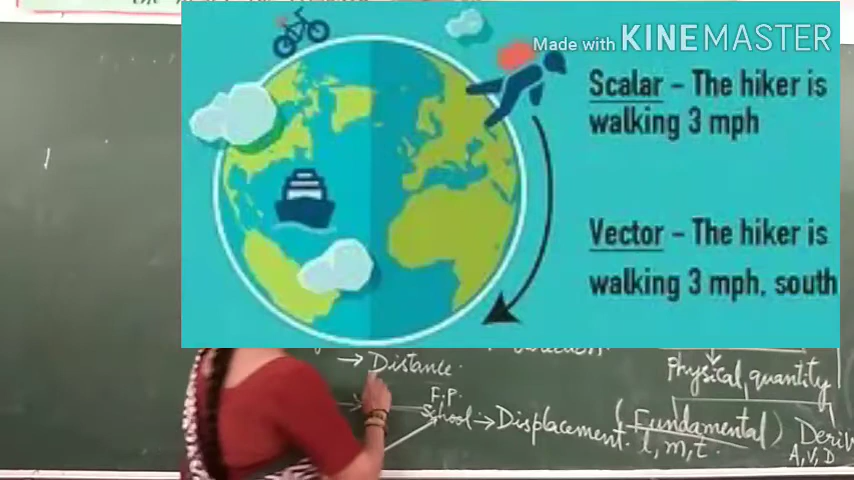 Made with KINEMASTER
Scalar – The hiker is
walking 3 mph
Vector – The hiker is
walking 3 mph, south
→ Distance
Physical quantity
F.P.
School → Displacement
(Fundamental) Deriv
l, m, t
A, V, D